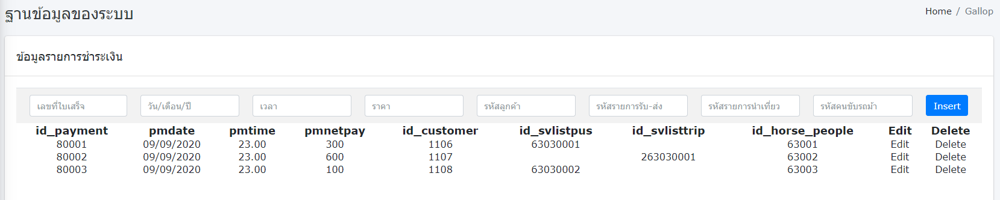 ฐานข้อมูลของระบบ
Home / Gallop
ข้อมูลรายการชำระเงิน
เลขที่ใบเสร็จ วัน/เดือน/ปี เวลา ราคา รหัสลูกค้า รหัสรายการรับ-ส่ง รหัสรายการนำเที่ยว รหัสคนขับรถม้า Insert
id_payment pmdate pmtime pmnetpay id_customer id_svlistpus id_svlisttrip id_horse_people Edit Delete
80001 09/09/2020 23.00 300 1106 63030001 63001 Edit Delete
80002 09/09/2020 23.00 600 1107 263030001 63002 Edit Delete
80003 09/09/2020 23.00 100 1108 63030002 63003 Edit Delete